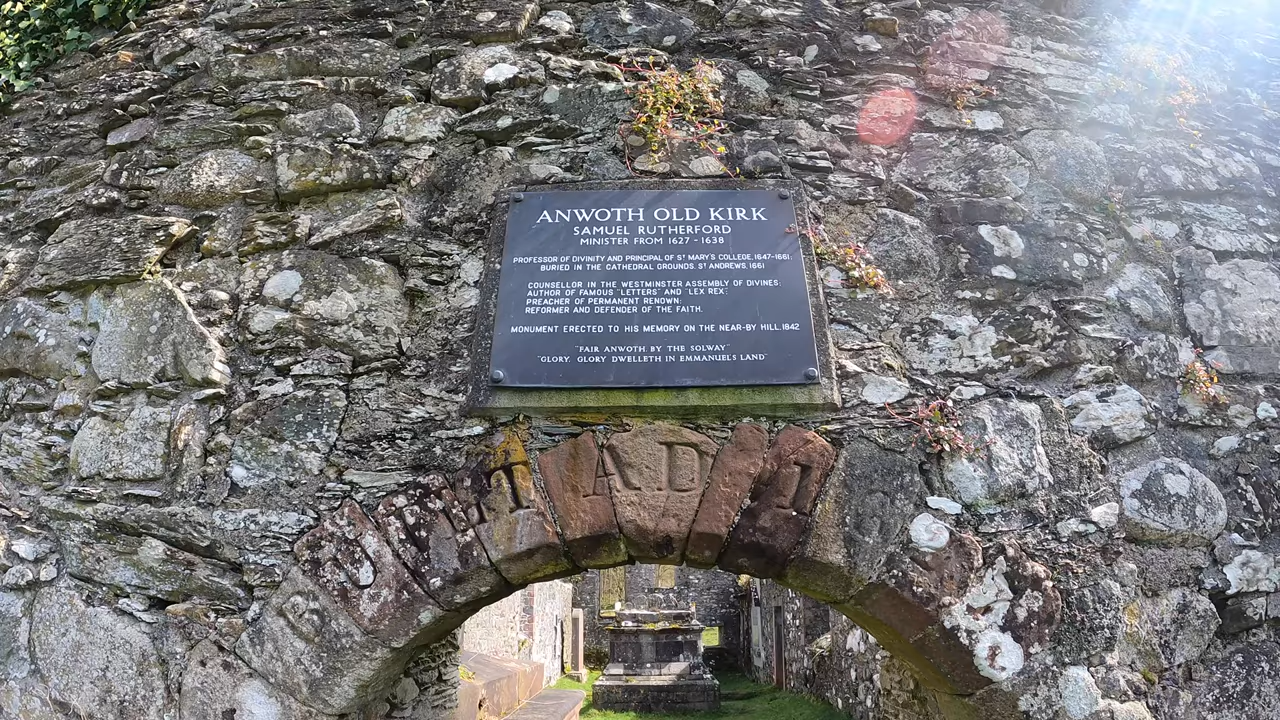 ANWOTH OLD KIRK
SAMUEL RUTHERFORD
MINISTER FROM 1627 - 1638
PROFESSOR OF DIVINITY AND PRINCIPAL OF ST MARY'S COLLEGE, 1647-1661:
BURIED IN THE CATHEDRAL GROUNDS, ST ANDREWS, 1661
COUNSELLOR IN THE WESTMINSTER ASSEMBLY OF DIVINES:
AUTHOR OF FAMOUS "LETTERS" AND "LEX REX":
PREACHER OF PERMANENT RENOWN:
REFORMER AND DEFENDER OF THE FAITH.
MONUMENT ERECTED TO HIS MEMORY ON THE NEAR-BY HILL, 1842
"FAIR ANWOTH BY THE SOLWAY"
"GLORY, GLORY DWELLETH IN EMMANUEL'S LAND"
A.D 1